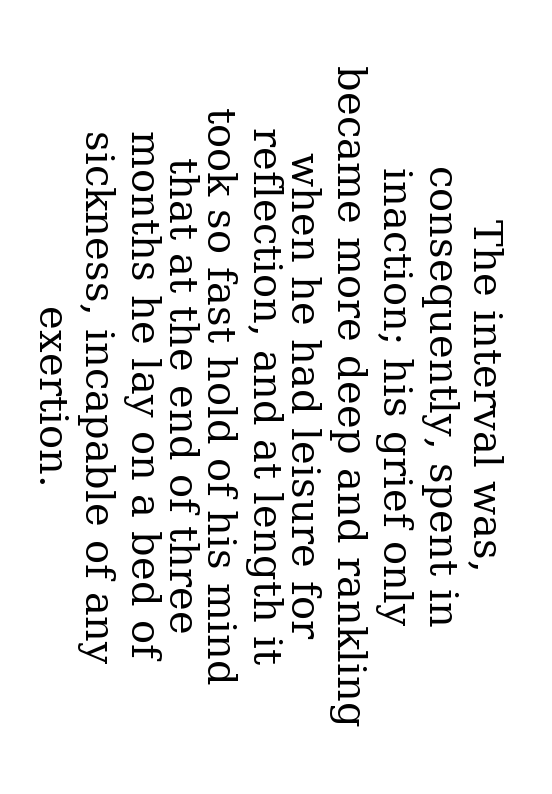 The interval was,
consequently, spent in
inaction; his grief only
became more deep and rankling
when he had leisure for
reflection, and at length it
took so fast hold of his mind
that at the end of three
months he lay on a bed of
sickness, incapable of any
exertion.